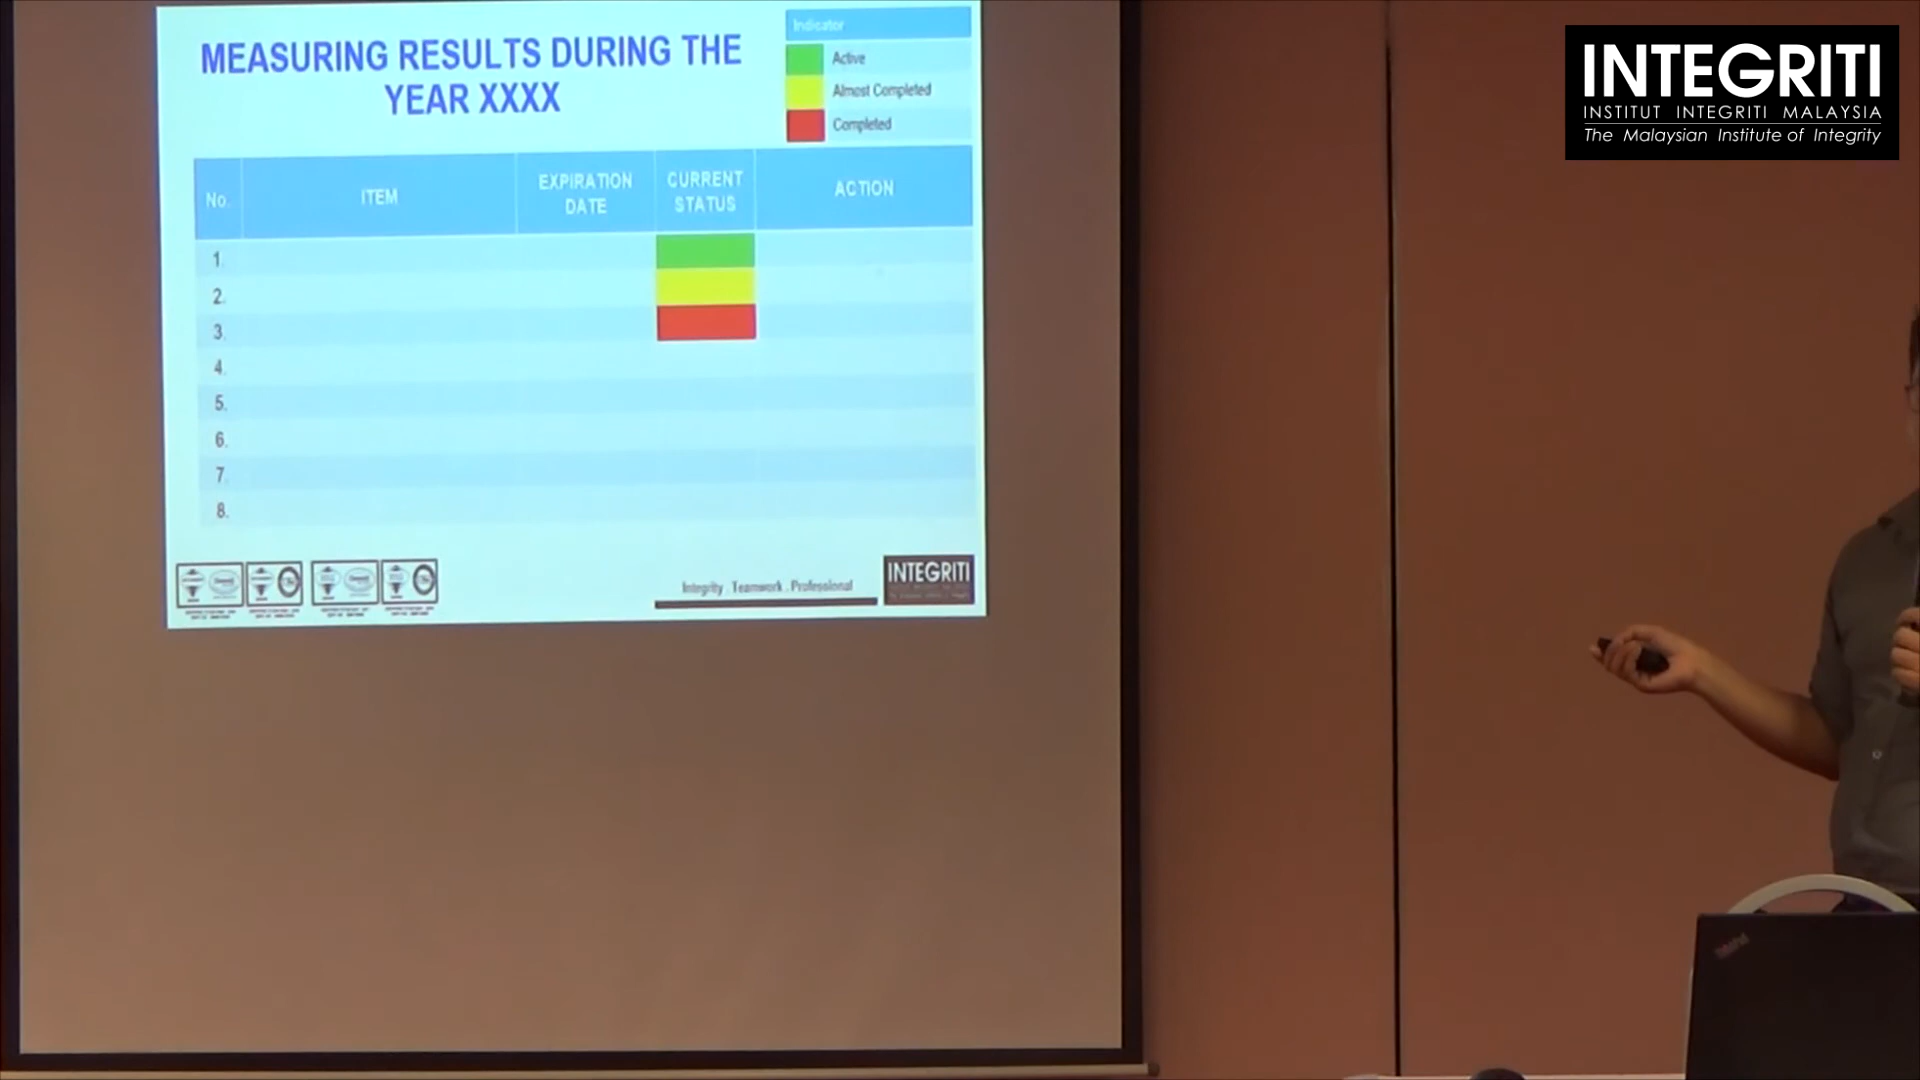 MEASURING RESULTS DURING THE
YEAR XXXX
Indicator
Active
Almost Completed
Completed
No.
ITEM
EXPIRATION
DATE
CURRENT
STATUS
ACTION
1.
2.
3.
4.
5.
6.
7.
8.
Integrity . Teamwork . Professional
INTEGRITI
INTEGRITI
INSTITUT INTEGRITI MALAYSIA
The Malaysian Institute of Integrity
ThinkPad